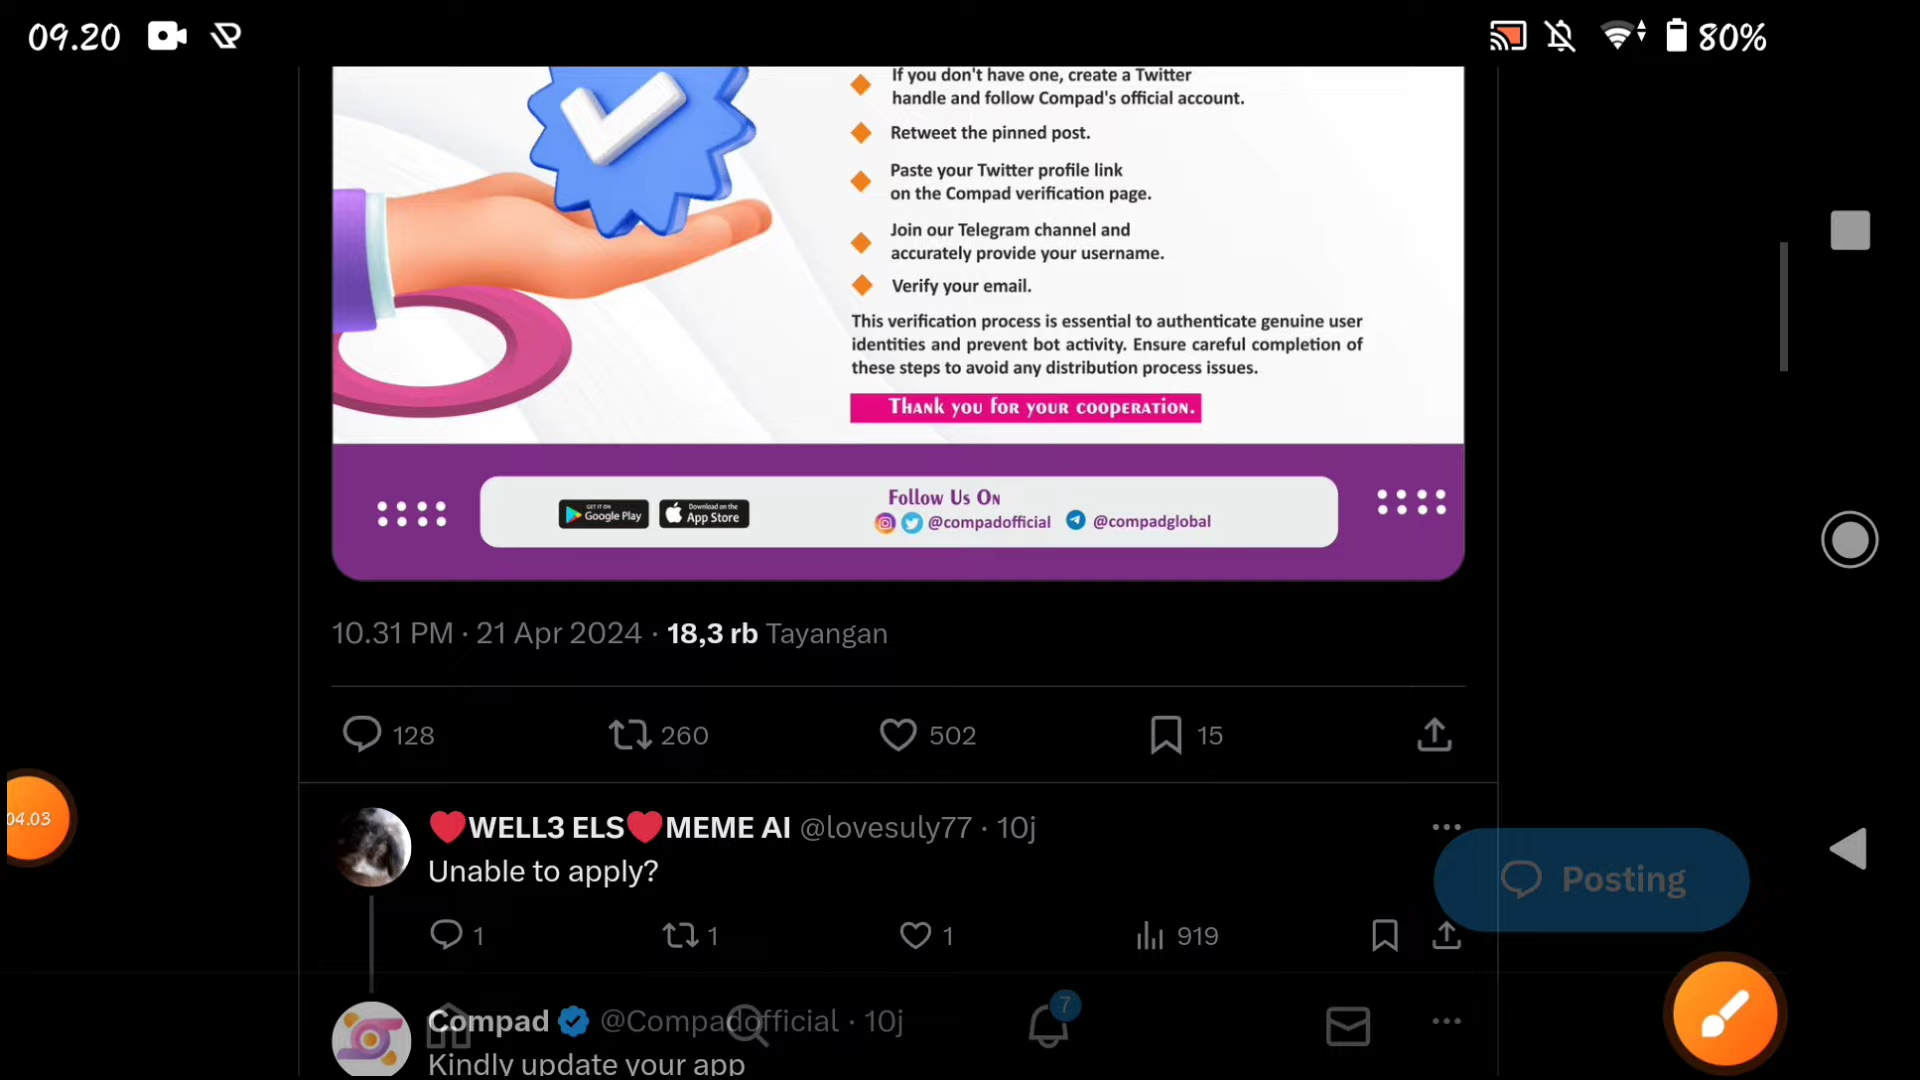 09.20
80%
If you don't have one, create a Twitter
handle and follow Compad's official account.
Retweet the pinned post.
Paste your Twitter profile link
on the Compad verification page.
Join our Telegram channel and
accurately provide your username.
Verify your email.
This verification process is essential to authenticate genuine user
identities and prevent bot activity. Ensure careful completion of
these steps to avoid any distribution process issues.
Thank you for your cooperation.
GET IT ON
Google Play
Download on the
App Store
Follow Us On
@compadofficial
@compadglobal
10.31 PM · 21 Apr 2024 · 18,3 rb Tayangan
128
260
502
15
04.03
WELL3 ELS MEME AI @lovesuly77 · 10j
Unable to apply?
Posting
1
1
1
919
7
Compad @Compadofficial · 10j
Kindly update your app